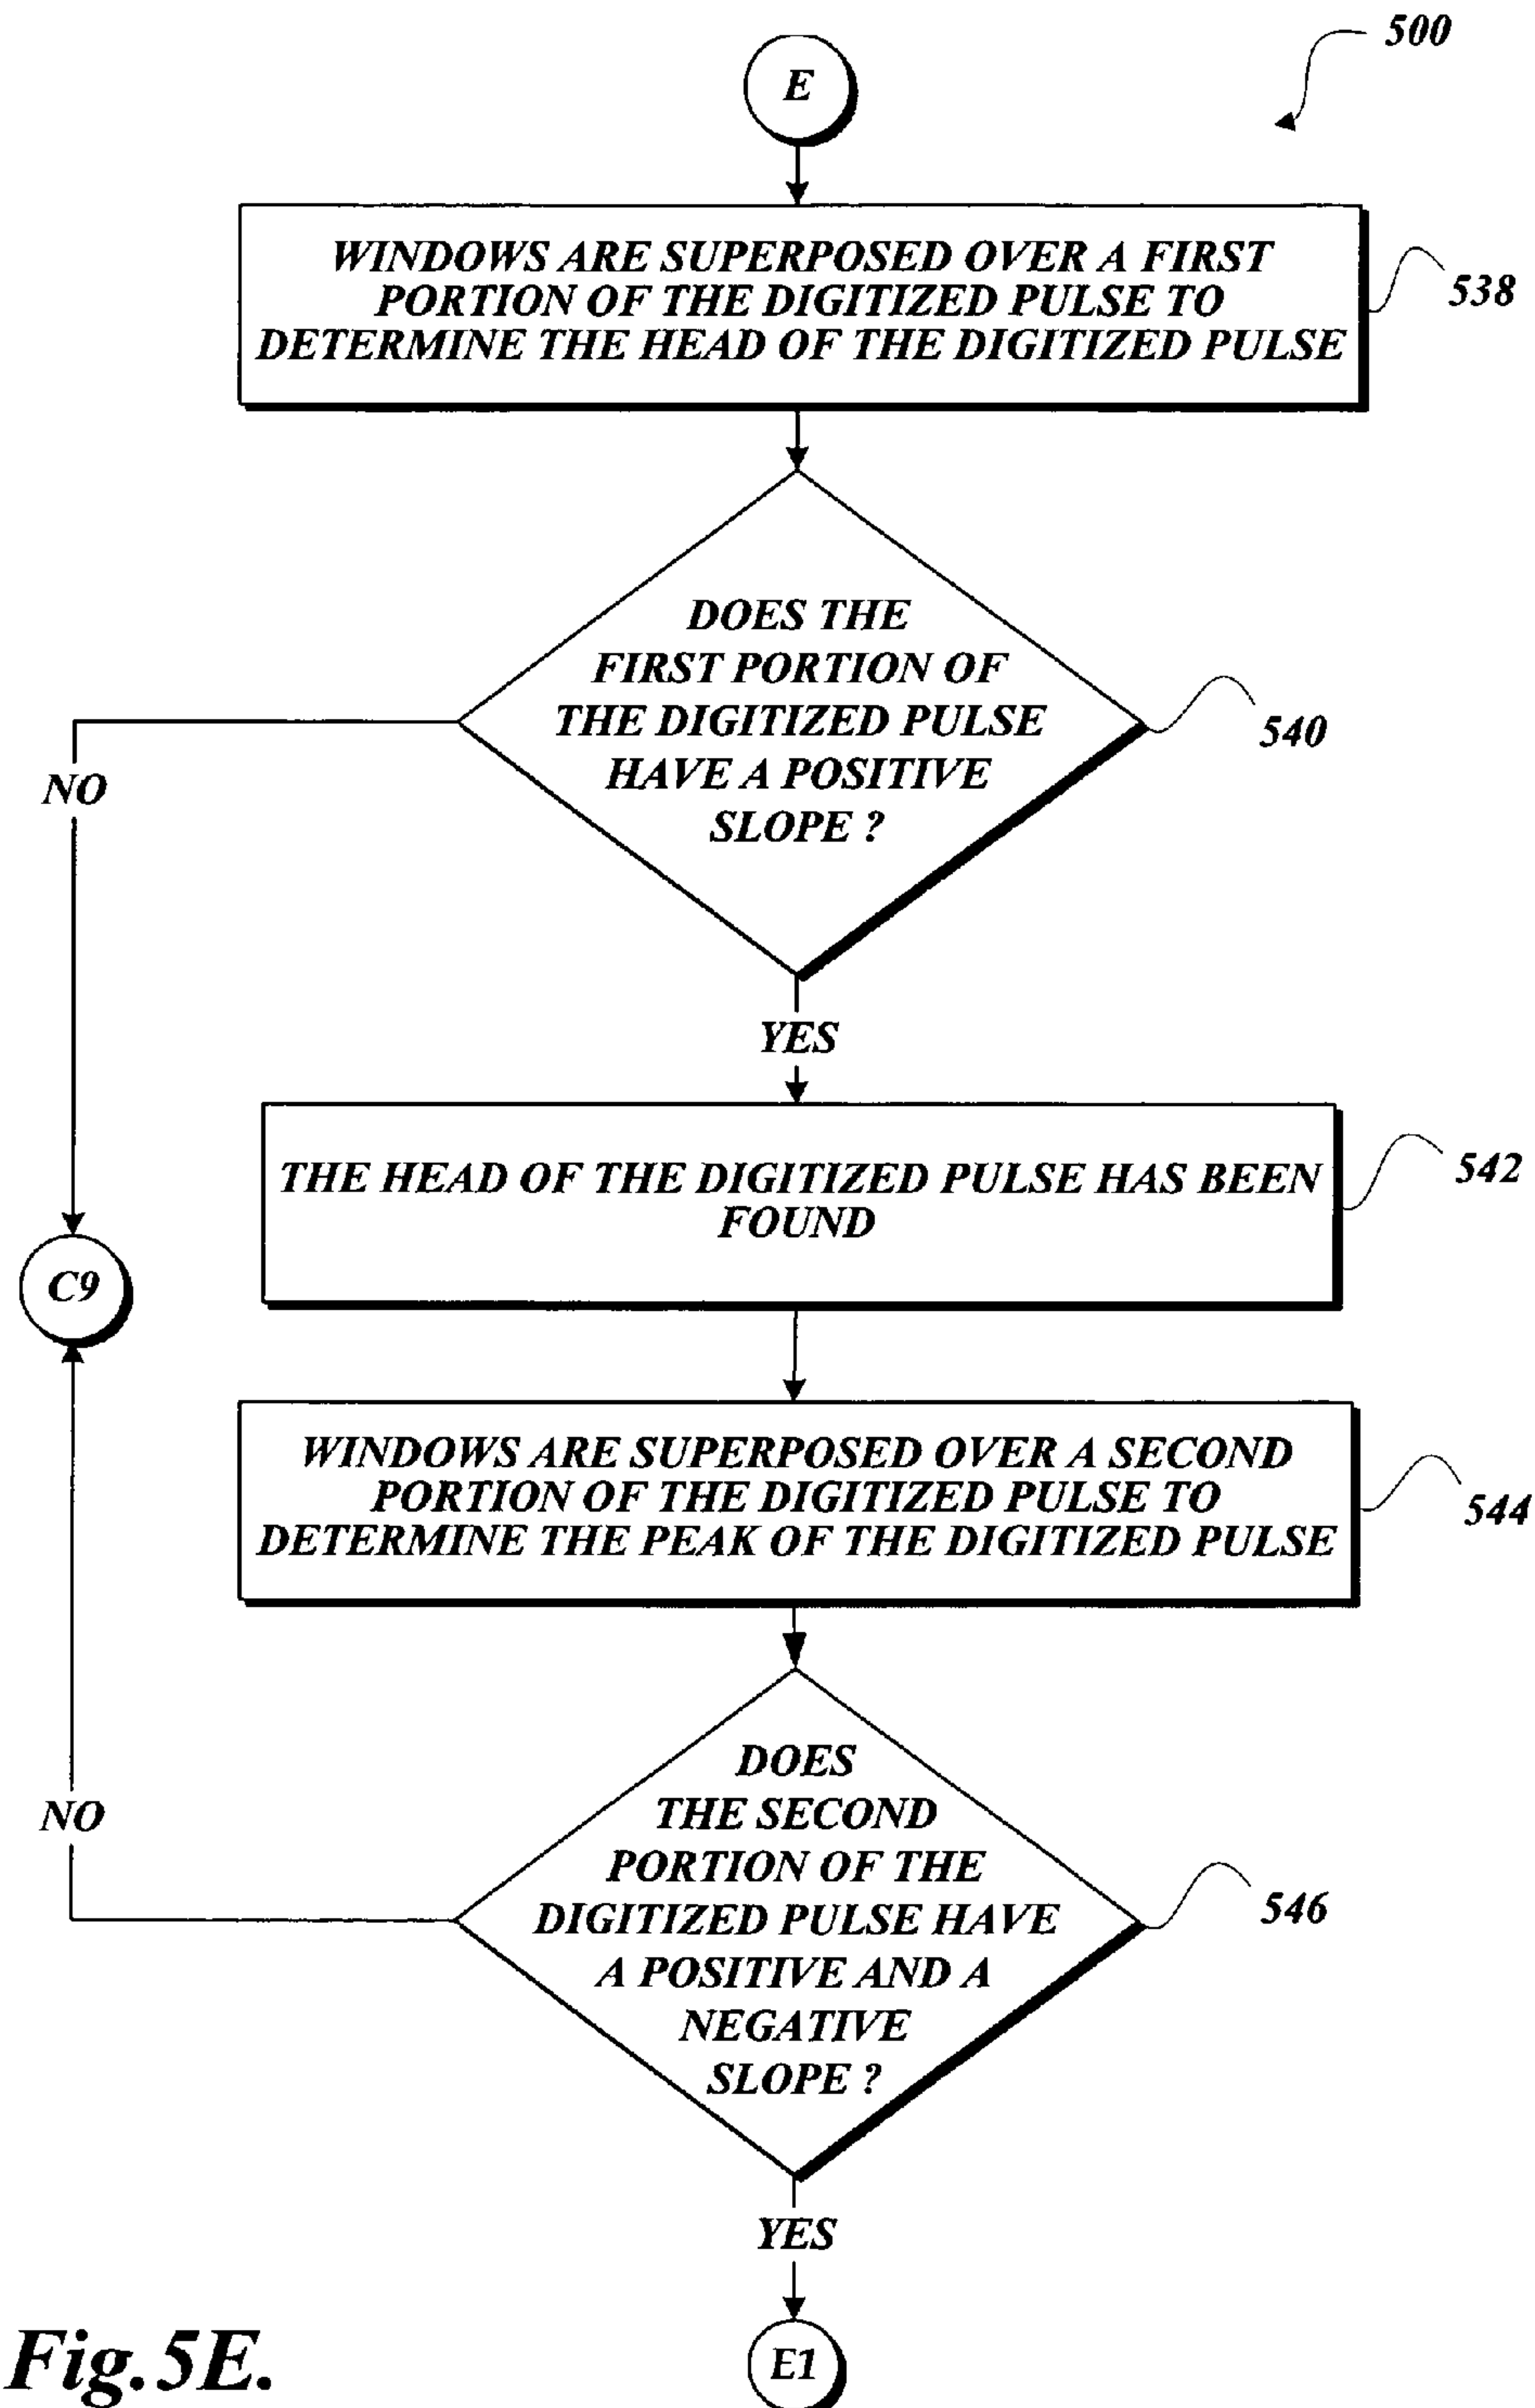 500
E
WINDOWS ARE SUPERPOSED OVER A FIRST
PORTION OF THE DIGITIZED PULSE TO
DETERMINE THE HEAD OF THE DIGITIZED PULSE
538
DOES THE
FIRST PORTION OF
THE DIGITIZED PULSE
HAVE A POSITIVE
SLOPE ?
540
NO
YES
THE HEAD OF THE DIGITIZED PULSE HAS BEEN
FOUND
542
C9
WINDOWS ARE SUPERPOSED OVER A SECOND
PORTION OF THE DIGITIZED PULSE TO
DETERMINE THE PEAK OF THE DIGITIZED PULSE
544
DOES
THE SECOND
PORTION OF THE
DIGITIZED PULSE HAVE
A POSITIVE AND A
NEGATIVE
SLOPE ?
546
NO
YES
E1
Fig.5E.